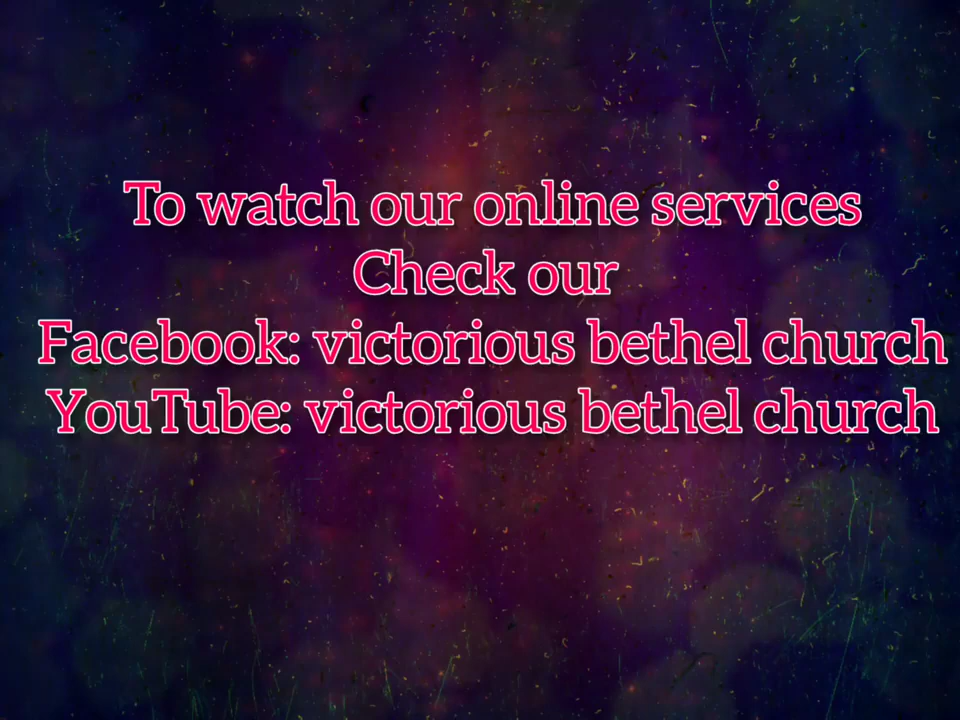 To watch our online services
Check our
Facebook: victorious bethel church
YouTube: victorious bethel church